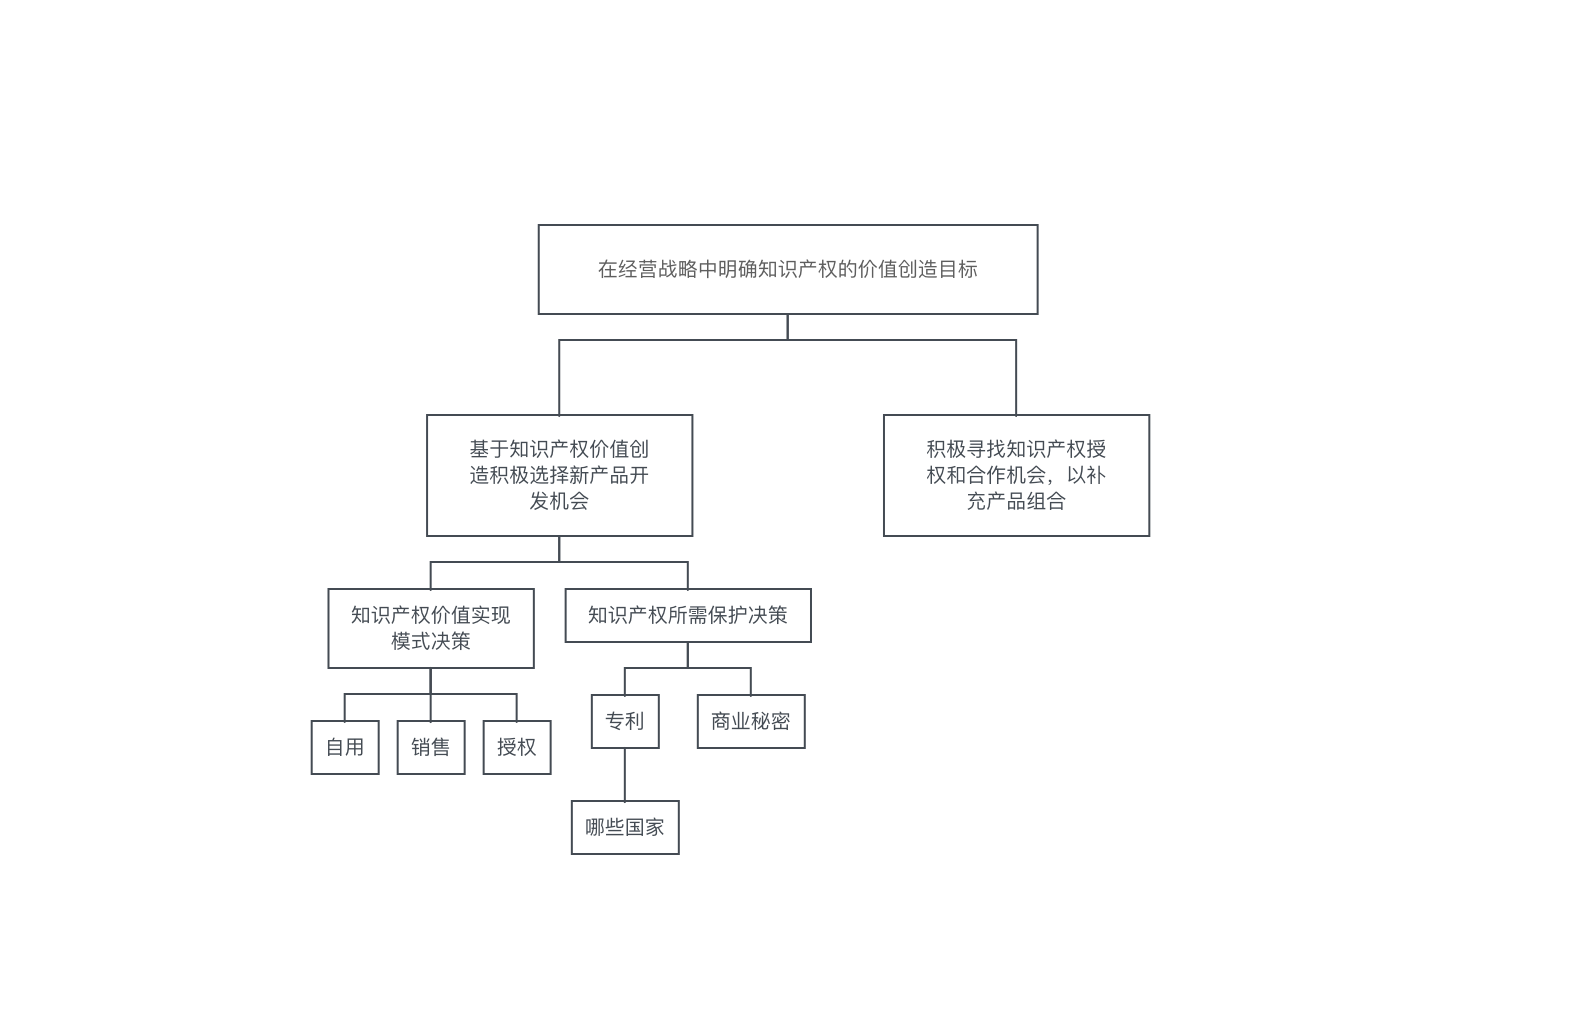 在经营战略中明确知识产权的价值创造目标
基于知识产权价值创
造积极选择新产品开
发机会
积极寻找知识产权授
权和合作机会，以补
充产品组合
知识产权价值实现
模式决策
知识产权所需保护决策
自用
销售
授权
专利
商业秘密
哪些国家